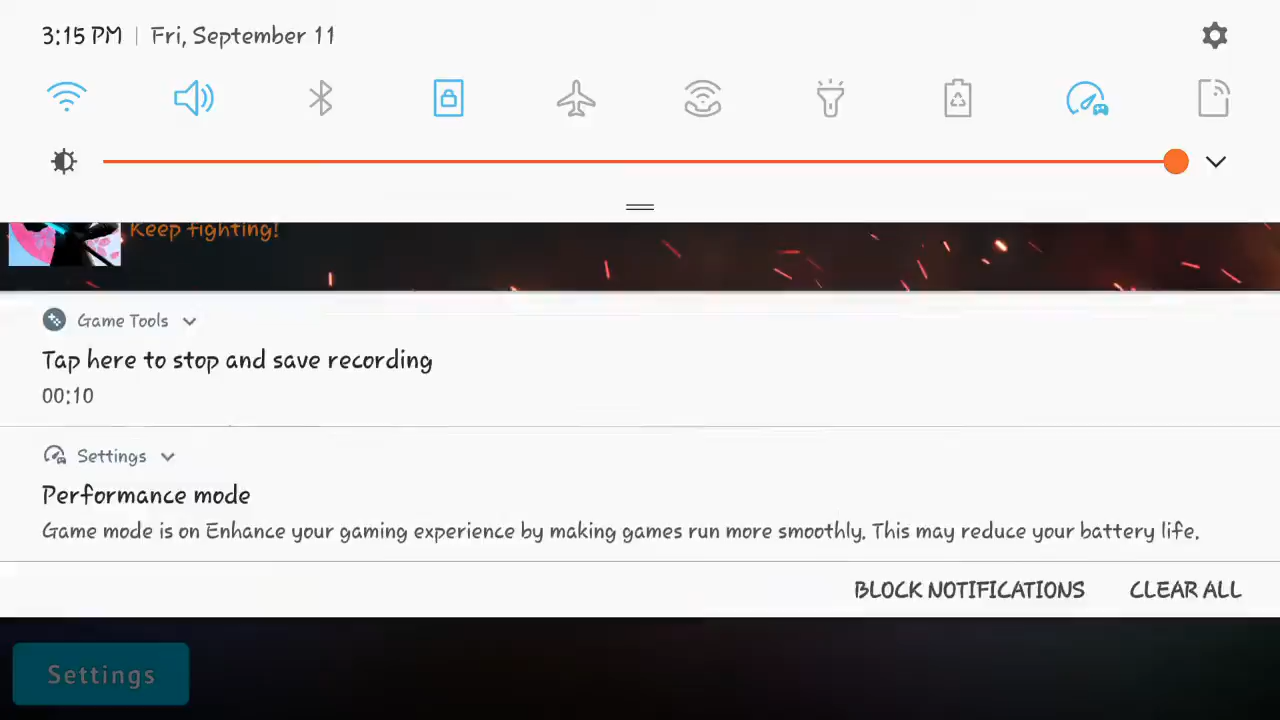 3:15 PM | Fri, September 11
Keep fighting!
Game Tools
Tap here to stop and save recording
00:10
Settings
Performance mode
Game mode is on Enhance your gaming experience by making games run more smoothly. This may reduce your battery life.
BLOCK NOTIFICATIONS CLEAR ALL
Settings